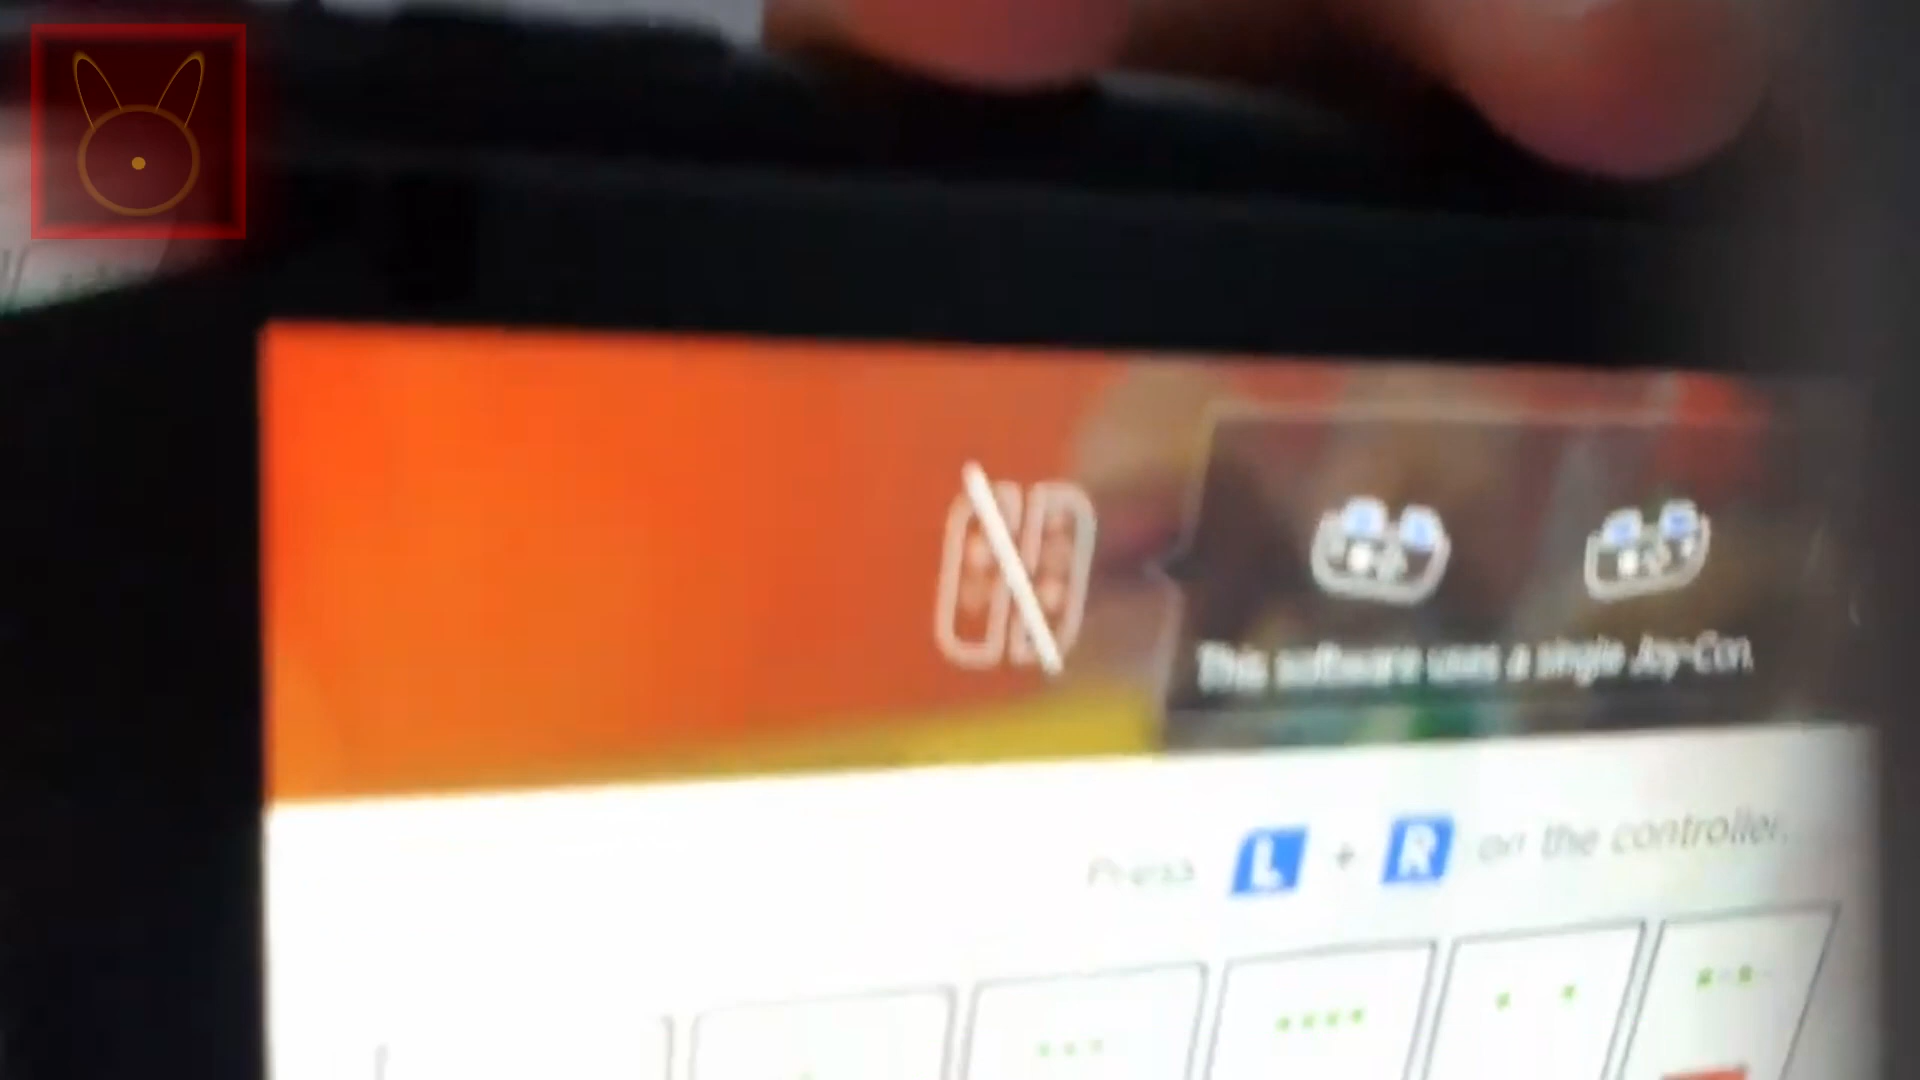 This software uses a single Joy-Con.
Press L + R on the controller.